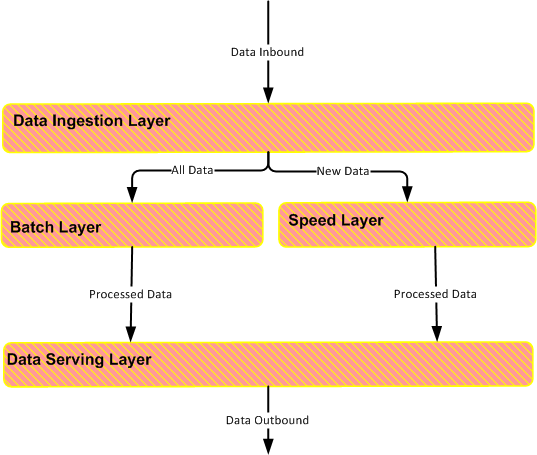 Data Inbound
Data Ingestion Layer
All Data
New Data
Batch Layer
Speed Layer
Processed Data
Processed Data
Data Serving Layer
Data Outbound